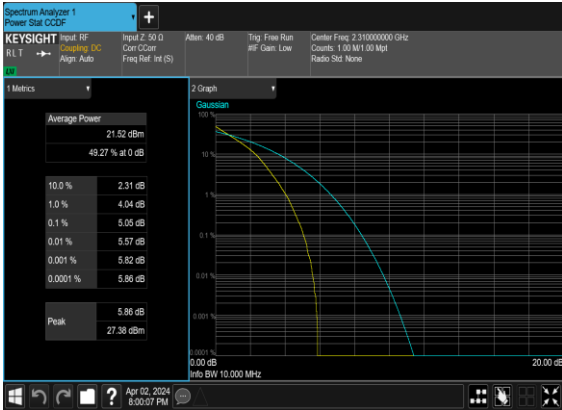 Spectrum Analyzer 1
Power Stat CCDF
KEYSIGHT
RLT
LU
Input: RF
Coupling: DC
Align: Auto
Input Z: 50 Ω
Corr CCorr
Freq Ref: Int (S)
Atten: 40 dB
Trig: Free Run
#IF Gain: Low
Center Freq: 2.310000000 GHz
Counts: 1.00 M/1.00 Mpt
Radio Std: None
1 Metrics
Average Power
21.52 dBm
49.27 % at 0 dB
10.0 % 2.31 dB
1.0 % 4.04 dB
0.1 % 5.05 dB
0.01 % 5.57 dB
0.001 % 5.82 dB
0.0001 % 5.86 dB
Peak
5.86 dB
27.38 dBm
2 Graph
Gaussian
100 %
10 %
1 %
0.1 %
0.01 %
0.001 %
0.0001 %
0.00 dB
20.00 dB
Info BW 10.000 MHz
?
Apr 02, 2024
8:00:07 PM